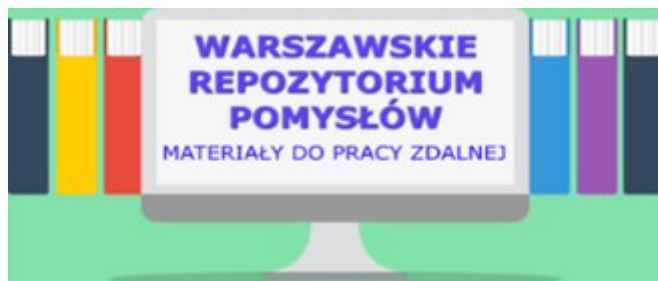 WARSZAWSKIE
REPOZYTORIUM
POMYSŁÓW
MATERIAŁY DO PRACY ZDALNEJ